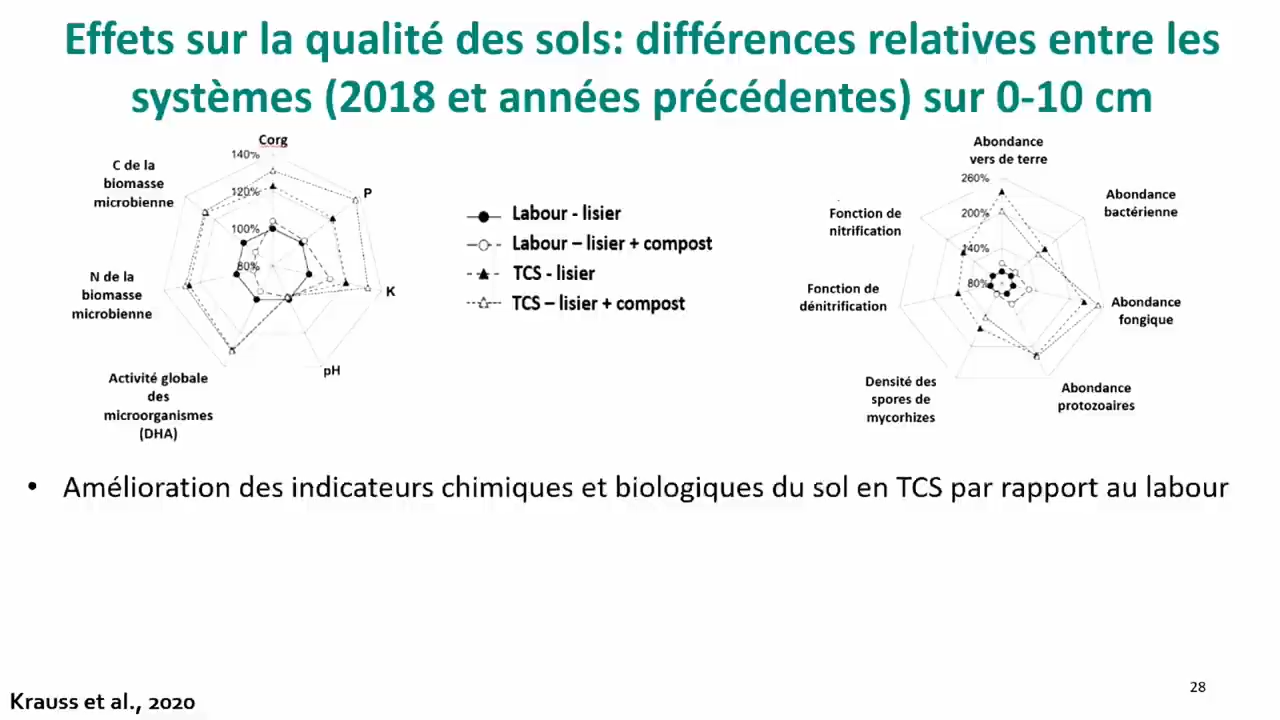 Effets sur la qualité des sols: différences relatives entre les
systèmes (2018 et années précédentes) sur 0-10 cm
Corg
140%
120%
100%
80%
P
K
pH
Activité globale
des
microorganismes
(DHA)
N de la
biomasse
microbienne
C de la
biomasse
microbienne
Labour - lisier
Labour – lisier + compost
TCS - lisier
TCS – lisier + compost
Abondance
vers de terre
260%
200%
140%
80%
Abondance
bactérienne
Abondance
fongique
Abondance
protozoaires
Densité des
spores de
mycorhizes
Fonction de
dénitrification
Fonction de
nitrification
• Amélioration des indicateurs chimiques et biologiques du sol en TCS par rapport au labour
Krauss et al., 2020
28